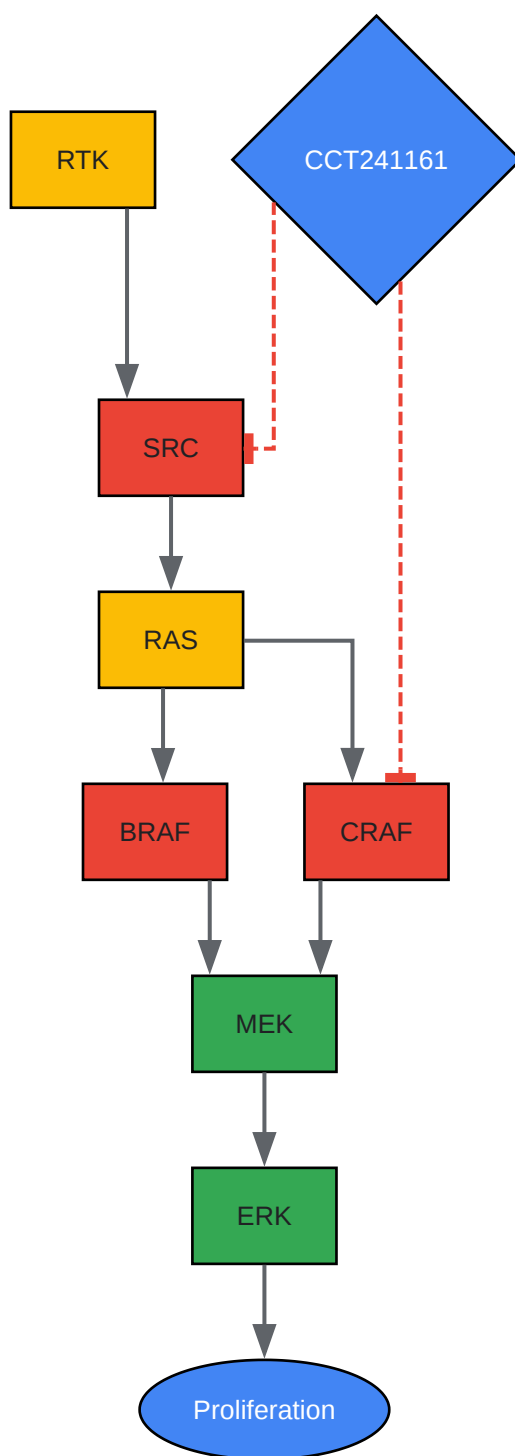 RTK
CCT241161
SRC
RAS
BRAF
CRAF
MEK
ERK
Proliferation